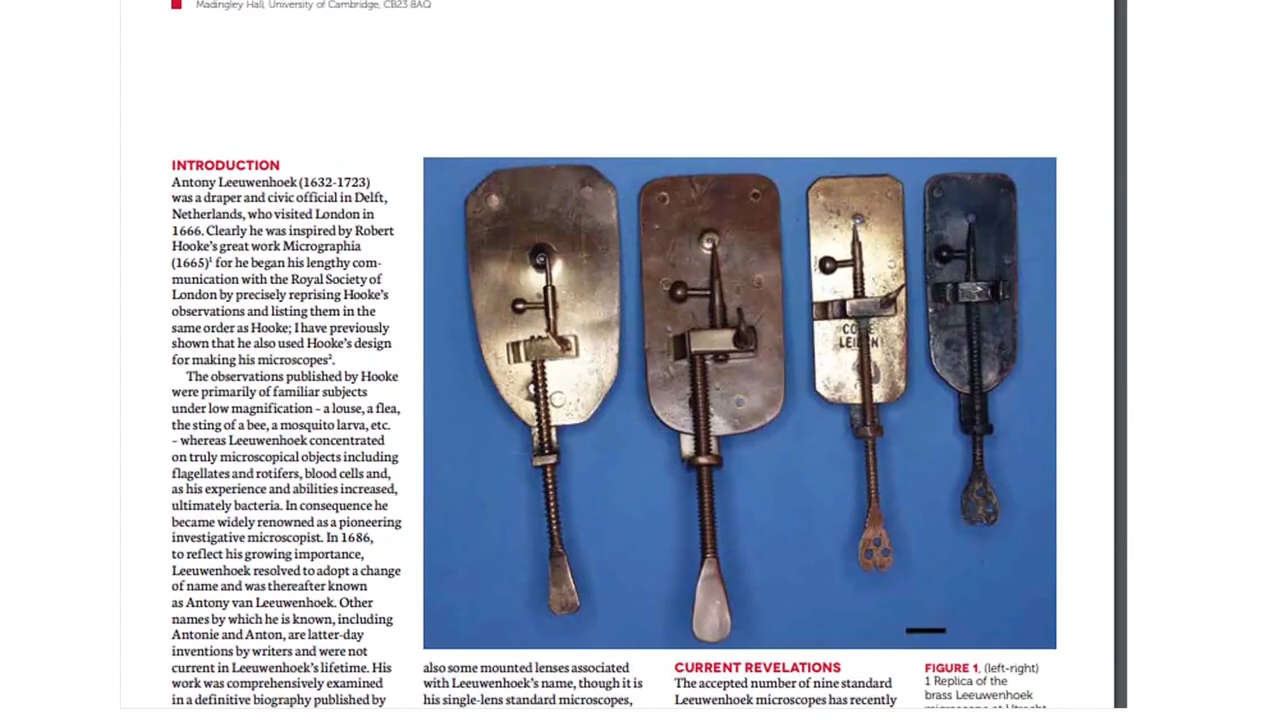 Madingley Hall, University of Cambridge, CB23 8AQ
INTRODUCTION
Antony Leeuwenhoek (1632-1723)
was a draper and civic official in Delft,
Netherlands, who visited London in
1666. Clearly he was inspired by Robert
Hooke's great work Micrographia
(1665)¹ for he began his lengthy com-
munication with the Royal Society of
London by precisely reprising Hooke's
observations and listing them in the
same order as Hooke; I have previously
shown that he also used Hooke's design
for making his microscopes².
The observations published by Hooke
were primarily of familiar subjects
under low magnification – a louse, a flea,
the sting of a bee, a mosquito larva, etc.
– whereas Leeuwenhoek concentrated
on truly microscopical objects including
flagellates and rotifers, blood cells and,
as his experience and abilities increased,
ultimately bacteria. In consequence he
became widely renowned as a pioneering
investigative microscopist. In 1686,
to reflect his growing importance,
Leeuwenhoek resolved to adopt a change
of name and was thereafter known
as Antony van Leeuwenhoek. Other
names by which he is known, including
Antonie and Anton, are latter-day
inventions by writers and were not
current in Leeuwenhoek's lifetime. His
work was comprehensively examined
in a definitive biography published by
also some mounted lenses associated
with Leeuwenhoek's name, though it is
his single-lens standard microscopes,
CURRENT REVELATIONS
The accepted number of nine standard
Leeuwenhoek microscopes has recently
FIGURE 1. (left-right)
1 Replica of the
brass Leeuwenhoek